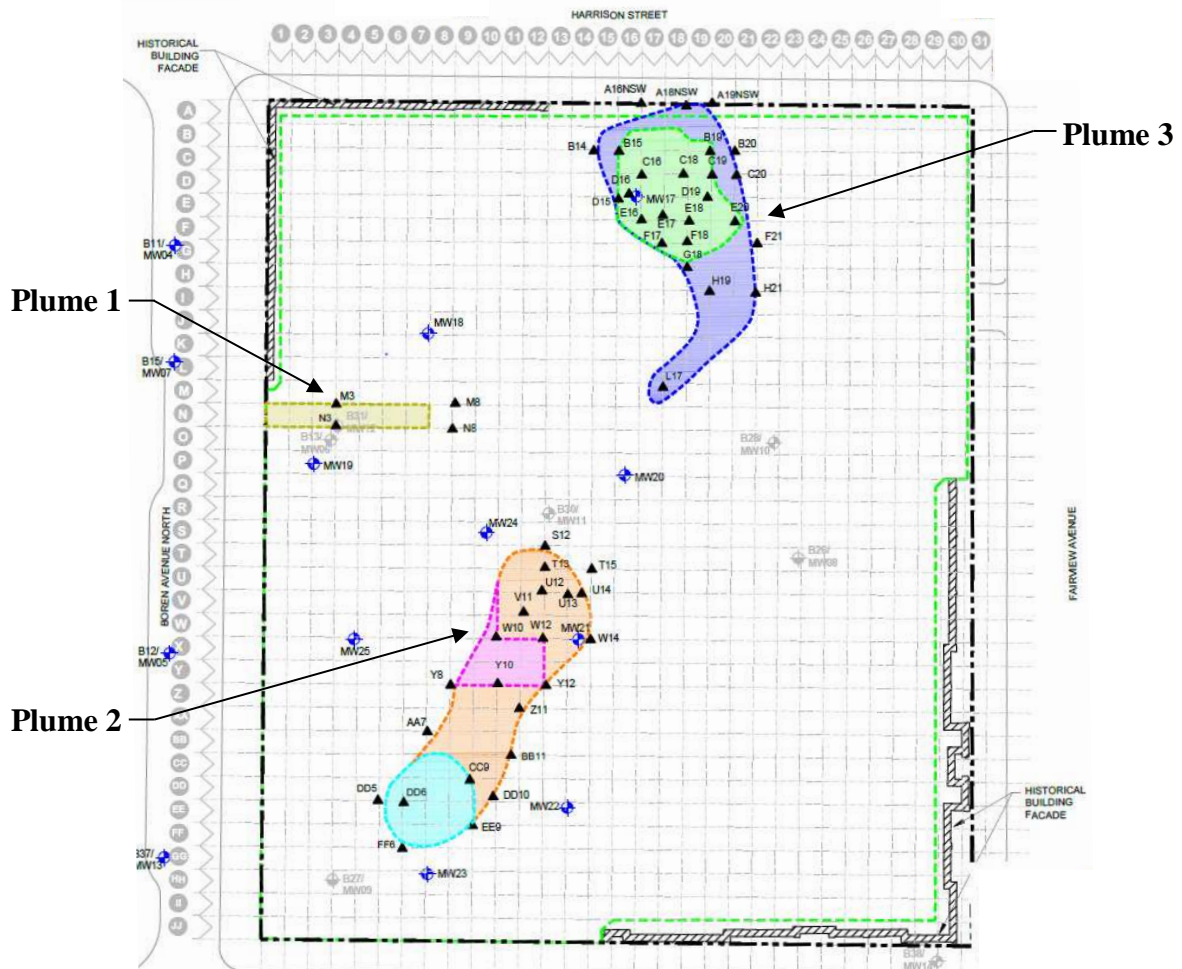 HARRISON STREET
1 2 3 4 5 6 7 8 9 10 11 12 13 14 15 16 17 18 19 20 21 22 23 24 25 26 27 28 29 30 31
HISTORICAL
BUILDING
FACADE
A16NSW
A18NSW
A19NSW
A
B
C
D
E
F
G
H
I
J
K
L
M
N
O
P
Q
R
S
T
U
V
W
X
Y
Z
BB
CC
DD
EE
FF
GG
HH
II
JJ
Plume 3
B14
B15
B19
B20
C16
C18
C19
C20
D16
D15
MW17
D19
E16
E17
E18
E20
F17
F18
F21
G18
H19
H21
L17
B11/
MW04
Plume 1
MW18
B15/
MW07
M3
M8
N3
N8
B31/
B13/
MW06
MW19
B28/
MW10
MW20
B30/
MW11
MW24
S12
T13
T15
U12
U13
U14
V11
B29/
MW08
BOREN AVENUE NORTH
FAIRVIEW AVENUE
W10
W12
MW21
W14
MW25
B12/
MW05
Y8
Y10
Y12
Plume 2
Z11
AA7
BB11
CC9
DD5
DD6
DD10
MW22
EE9
FF6
HISTORICAL
BUILDING
FACADE
B37/
MW13
B27/
MW09
MW23
B38/
MW14